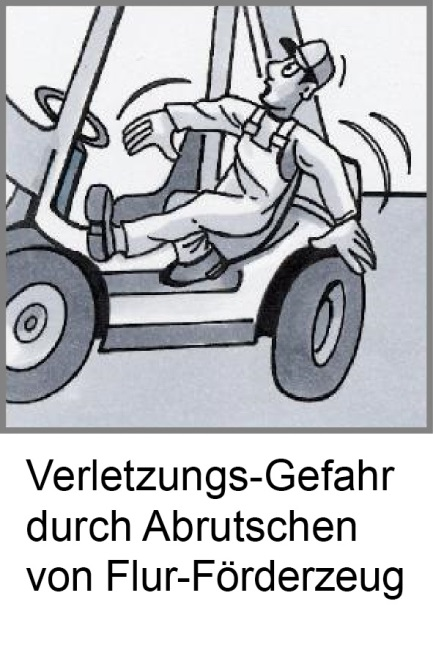 Verletzungs-Gefahr
durch Abrutschen
von Flur-Förderzeug